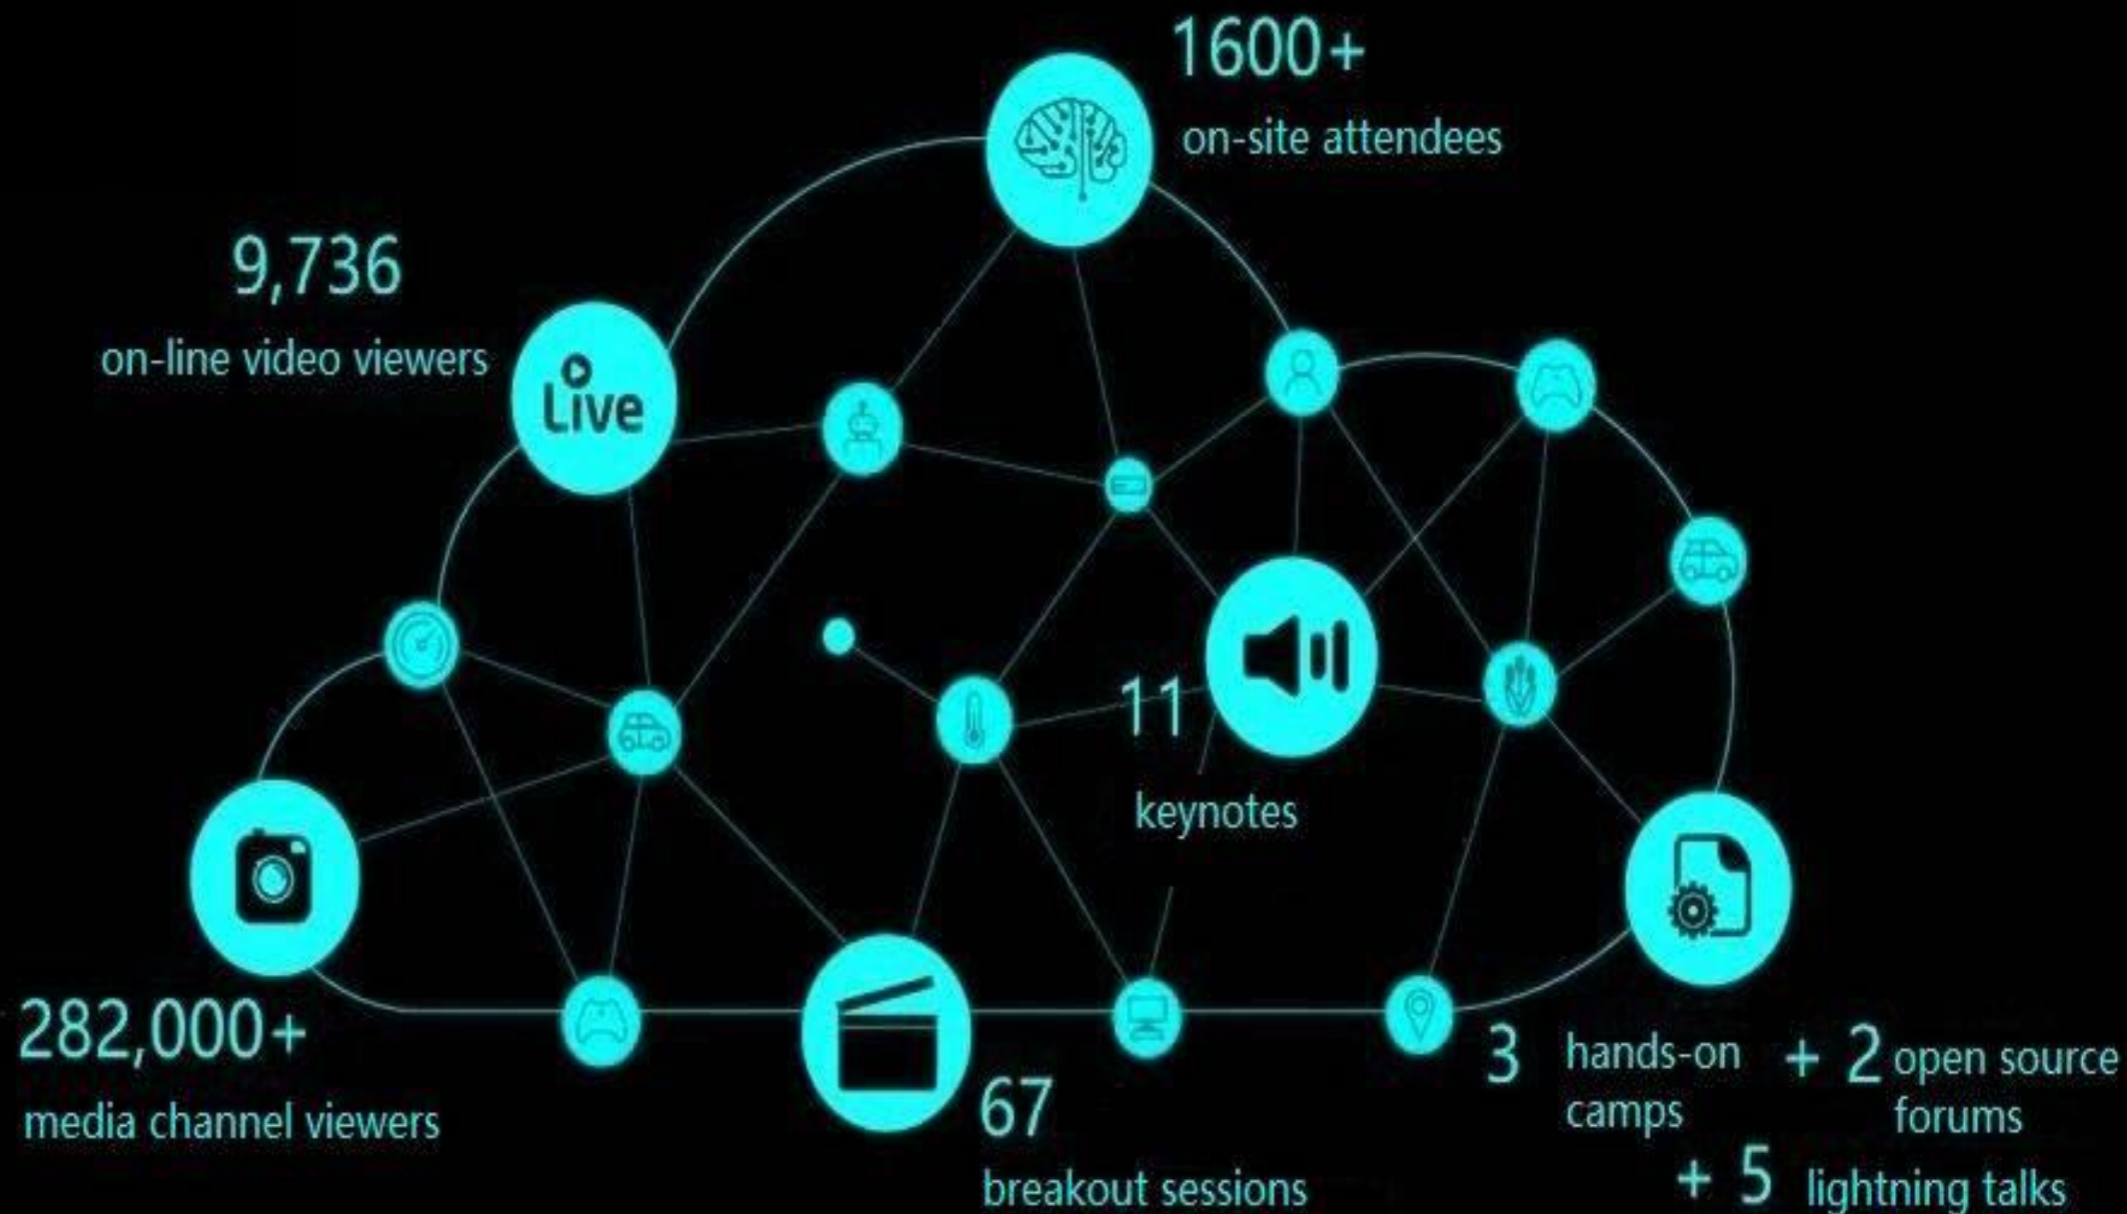 1600+
on-site attendees
9,736
on-line video viewers
Live
11
keynotes
282,000+
media channel viewers
67
breakout sessions
3 hands-on camps
+ 2 open source forums
+ 5 lightning talks